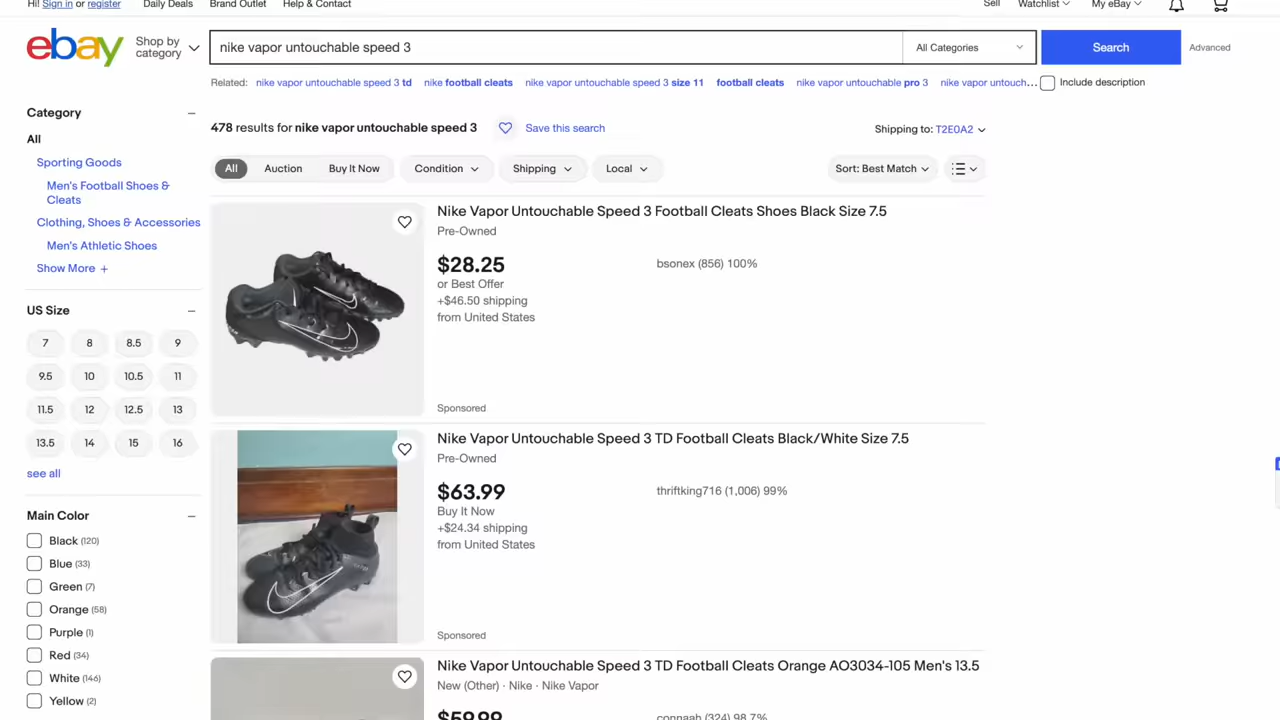 Hi! Sign in or register
Daily Deals
Brand Outlet
Help & Contact
Sell
Watchlist
My eBay
ebay
Shop by
category
nike vapor untouchable speed 3
All Categories
Search
Advanced
Related:
nike vapor untouchable speed 3 td
nike football cleats
nike vapor untouchable speed 3 size 11
football cleats
nike vapor untouchable pro 3
nike vapor untouch...
Include description
Category
All
Sporting Goods
Men's Football Shoes &
Cleats
Clothing, Shoes & Accessories
Men's Athletic Shoes
Show More +
US Size
7 8 8.5 9
9.5 10 10.5 11
11.5 12 12.5 13
13.5 14 15 16
see all
Main Color
Black (120)
Blue (33)
Green (7)
Orange (58)
Purple (1)
Red (34)
White (146)
Yellow (2)
478 results for nike vapor untouchable speed 3
Save this search
Shipping to: T2E0A2
All
Auction
Buy It Now
Condition
Shipping
Local
Sort: Best Match
Nike Vapor Untouchable Speed 3 Football Cleats Shoes Black Size 7.5
Pre-Owned
$28.25
bsonex (856) 100%
or Best Offer
+$46.50 shipping
from United States
Sponsored
Nike Vapor Untouchable Speed 3 TD Football Cleats Black/White Size 7.5
Pre-Owned
$63.99
thriftking716 (1,006) 99%
Buy It Now
+$24.34 shipping
from United States
Sponsored
Nike Vapor Untouchable Speed 3 TD Football Cleats Orange AO3034-105 Men's 13.5
New (Other) · Nike · Nike Vapor
$59.99
connaah (324) 98.7%